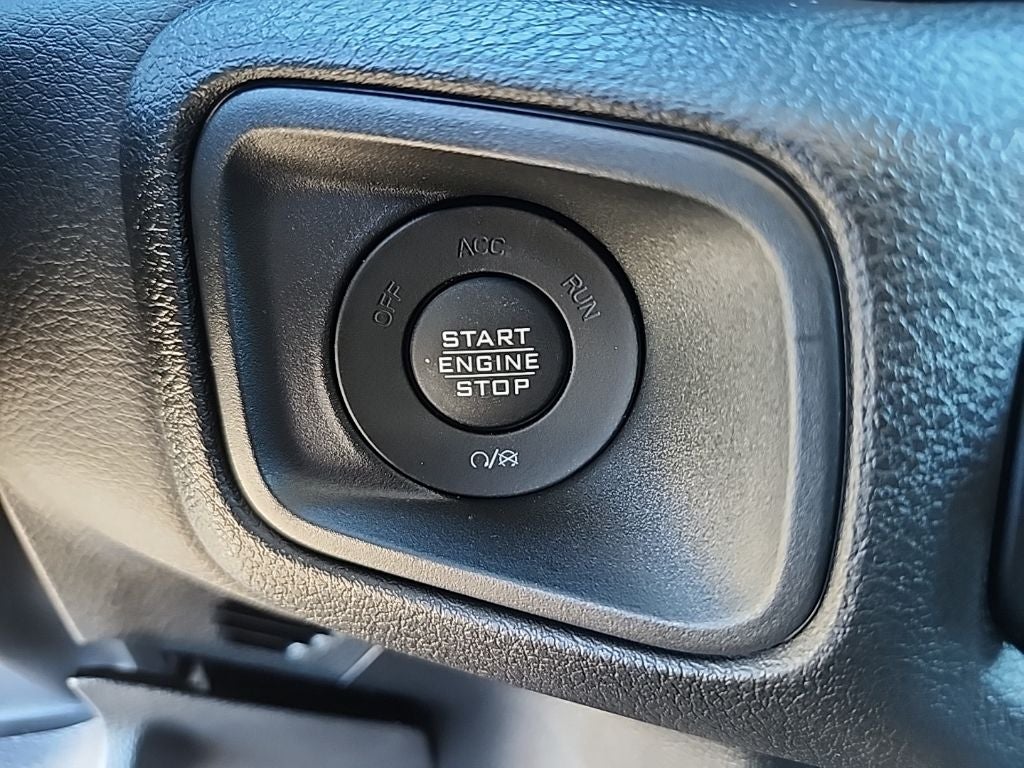 OFF
ACC
RUN
START
ENGINE
STOP